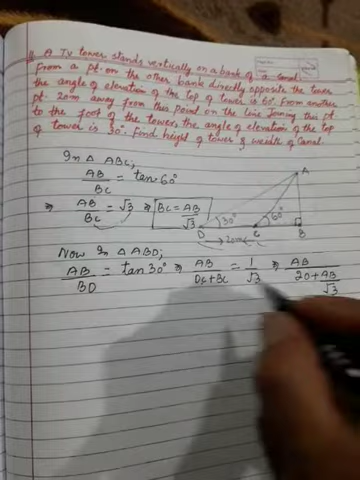 Q A TV tower stands vertically on a bank of a canal.
From a pt. on the other bank directly opposite the tower
the angle of elevation of the top of tower is 60°. From another
pt. 20m away from this point on the line joining this pt.
to the foot of the tower, the angle of elevation of the top
of tower is 30°. Find height of tower & width of canal.
In △ ABC,
AB/BC = tan 60°
⇒ AB/BC = √3 ⇒ BC = AB/√3
A
30° 60°
D C B
20m
Now In △ ABD,
AB/BD = tan 30° ⇒ AB/DC+BC = 1/√3 ⇒ AB/20+AB/√3